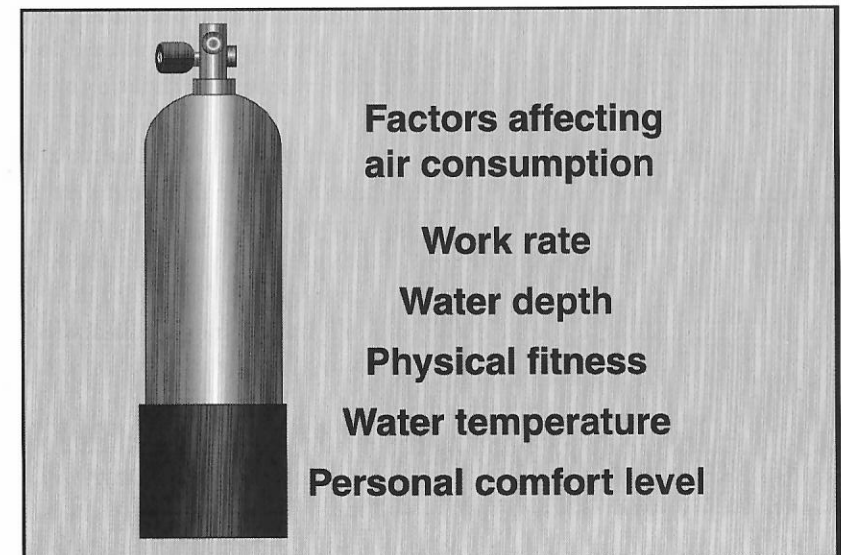 Factors affecting
air consumption
Work rate
Water depth
Physical fitness
Water temperature
Personal comfort level